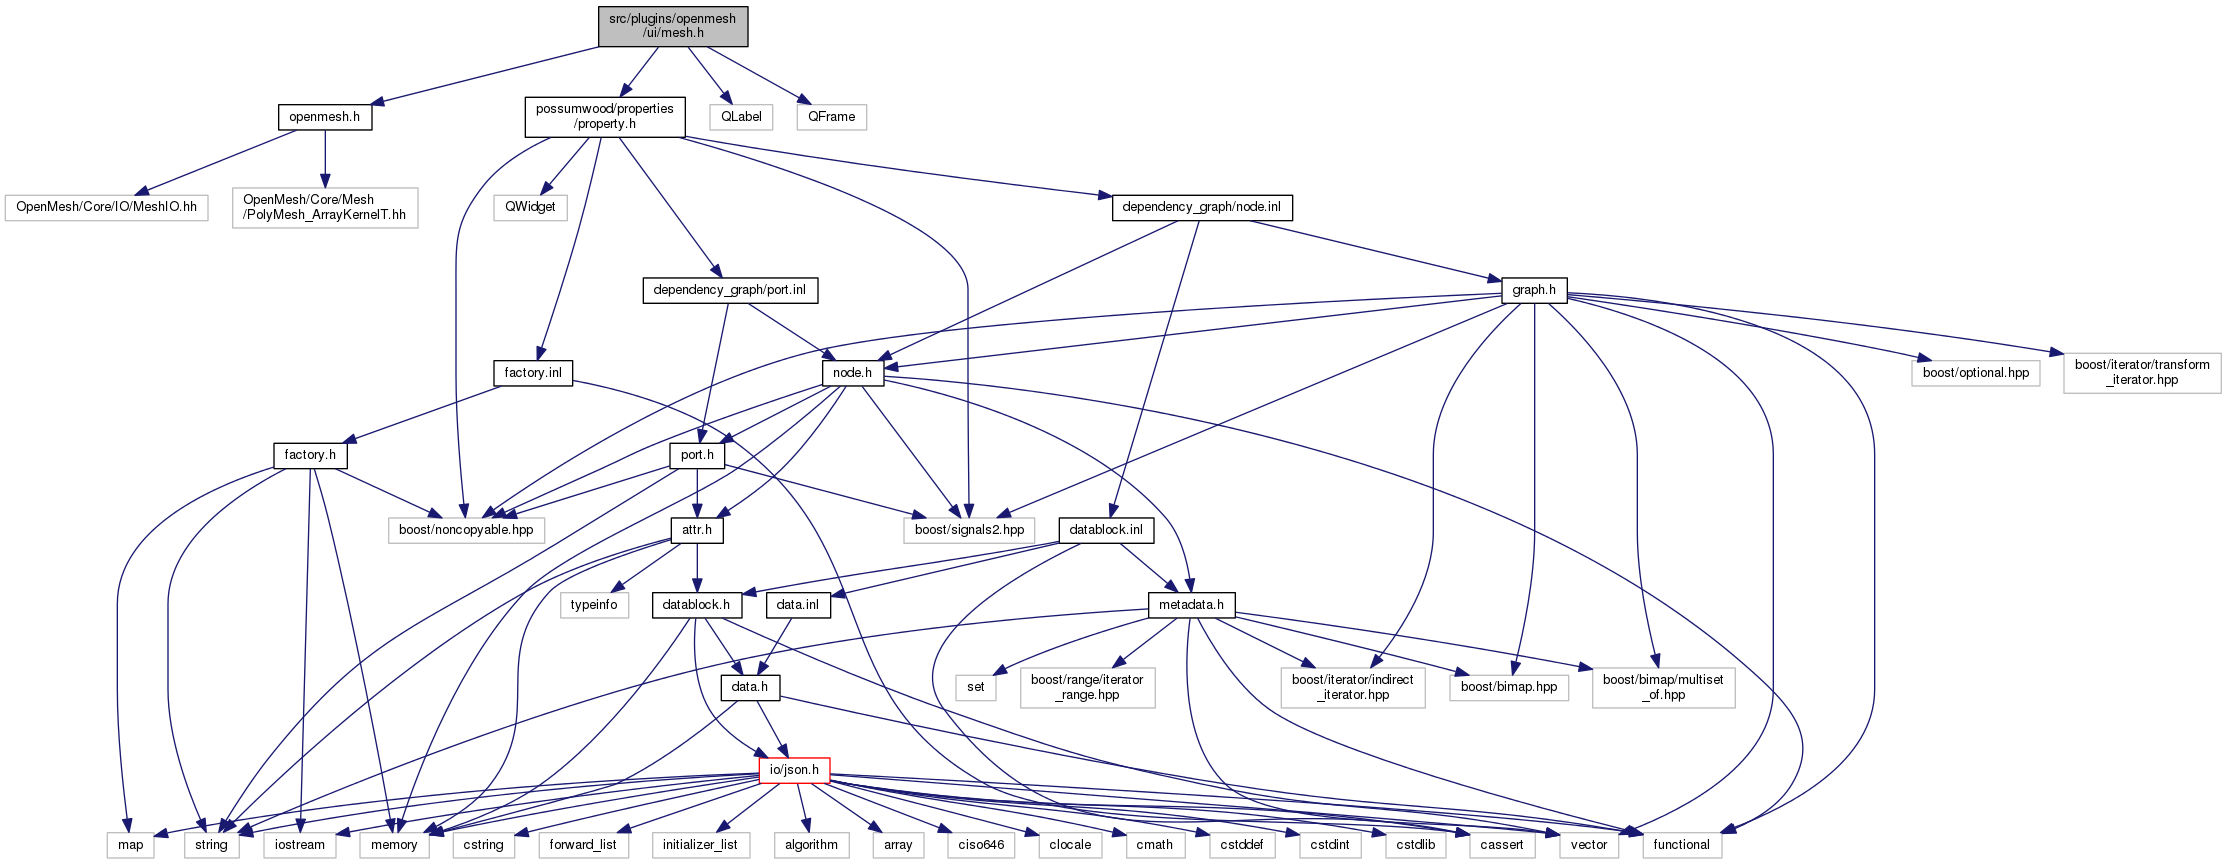 src/plugins/openmesh
/ui/mesh.h
openmesh.h
possumwood/properties
/property.h
QLabel
QFrame
OpenMesh/Core/IO/MeshIO.hh
OpenMesh/Core/Mesh
/PolyMesh_ArrayKernelT.hh
QWidget
dependency_graph/node.inl
dependency_graph/port.inl
graph.h
factory.inl
node.h
boost/optional.hpp
boost/iterator/transform
_iterator.hpp
factory.h
port.h
boost/noncopyable.hpp
attr.h
boost/signals2.hpp
datablock.inl
typeinfo
datablock.h
data.inl
metadata.h
data.h
set
boost/range/iterator
_range.hpp
boost/iterator/indirect
_iterator.hpp
boost/bimap.hpp
boost/bimap/multiset
_of.hpp
io/json.h
map
string
iostream
memory
cstring
forward_list
initializer_list
algorithm
array
ciso646
clocale
cmath
cstddef
cstdint
cstdlib
cassert
vector
functional